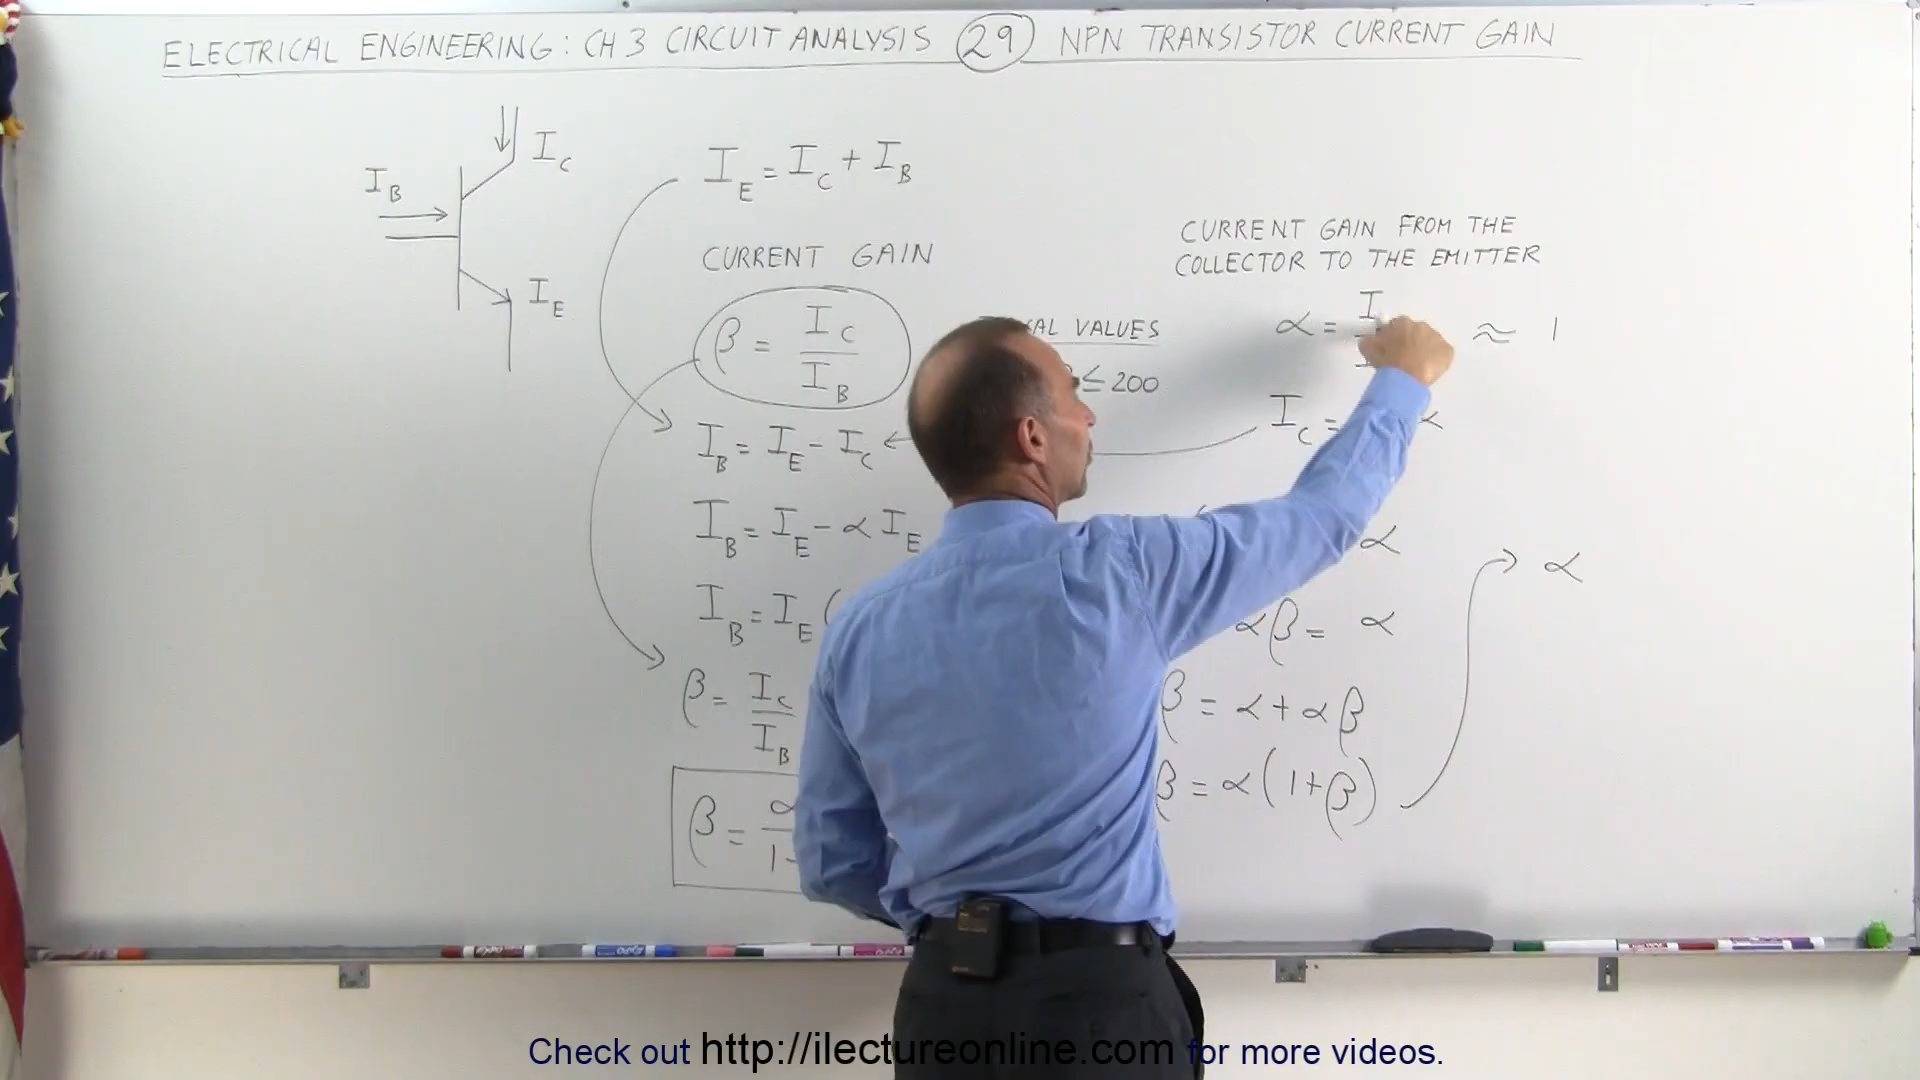 ELECTRICAL ENGINEERING: CH 3 CIRCUIT ANALYSIS 29 NPN TRANSISTOR CURRENT GAIN
I_C
I_B
I_E
I_E = I_C + I_B
CURRENT GAIN
β = I_C / I_B
I_B = I_E - I_C
I_B = I_E - α I_E
I_B = I_E (
β = I_C / I_B
β =
VALUES
≤ 200
CURRENT GAIN FROM THE
COLLECTOR TO THE EMITTER
α = I ≈ 1
I_C =
α
αβ = α
β = α + αβ
β = α (1+β)
α
EXPO
EXPO
Check out http://ilectureonline.com for more videos.